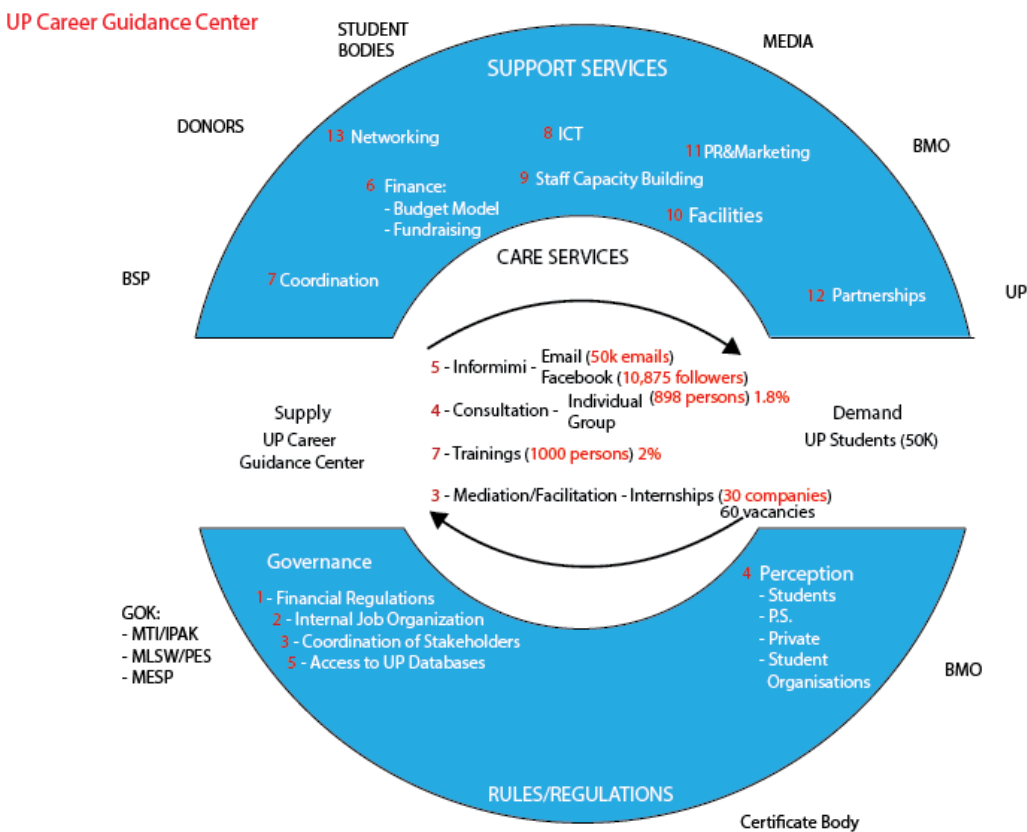 UP Career Guidance Center
STUDENT
BODIES
MEDIA
SUPPORT SERVICES
DONORS
13 Networking
8 ICT
11 PR&Marketing
BMO
6 Finance:
- Budget Model
- Fundraising
9 Staff Capacity Building
10 Facilities
CARE SERVICES
BSP
7 Coordination
12 Partnerships
UP
5 - Informimi - Email (50k emails)
Facebook (10,875 followers)
4 - Consultation - Individual (898 persons) 1.8%
Group
7 - Trainings (1000 persons) 2%
3 - Mediation/Facilitation - Internships (30 companies)
60 vacancies
Supply
UP Career
Guidance Center
Demand
UP Students (50K)
Governance
1 - Financial Regulations
2 - Internal Job Organization
3 - Coordination of Stakeholders
5 - Access to UP Databases
4 Perception
- Students
- P.S.
- Private
- Student
Organisations
GOK:
- MTI/IPAK
- MLSW/PES
- MESP
BMO
RULES/REGULATIONS
Certificate Body